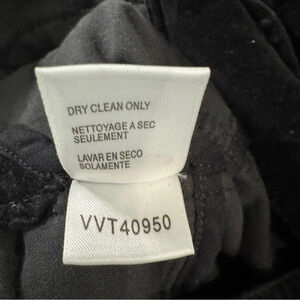 DRY CLEAN ONLY
NETTOYAGE A SEC
SEULEMENT
LAVAR EN SECO
SOLAMENTE
VVT40950